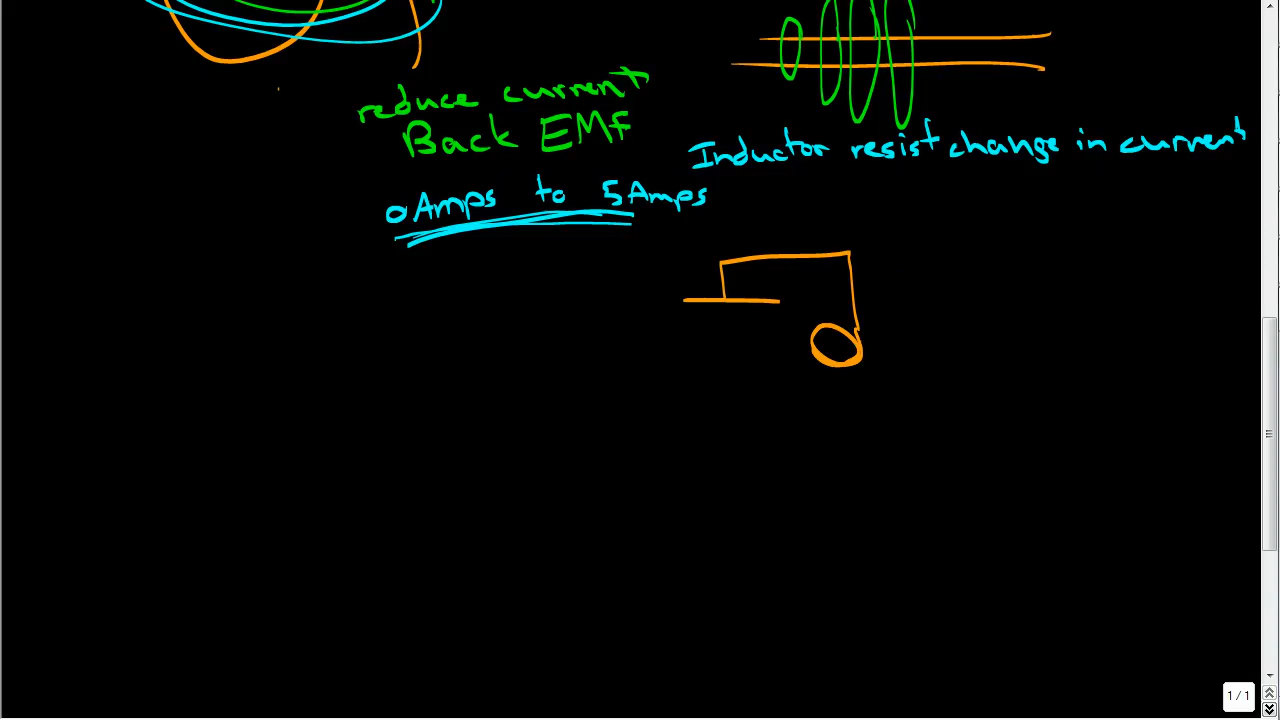 reduce current
Back EMf
Inductor resist change in current
0Amps to 5Amps
1 / 1